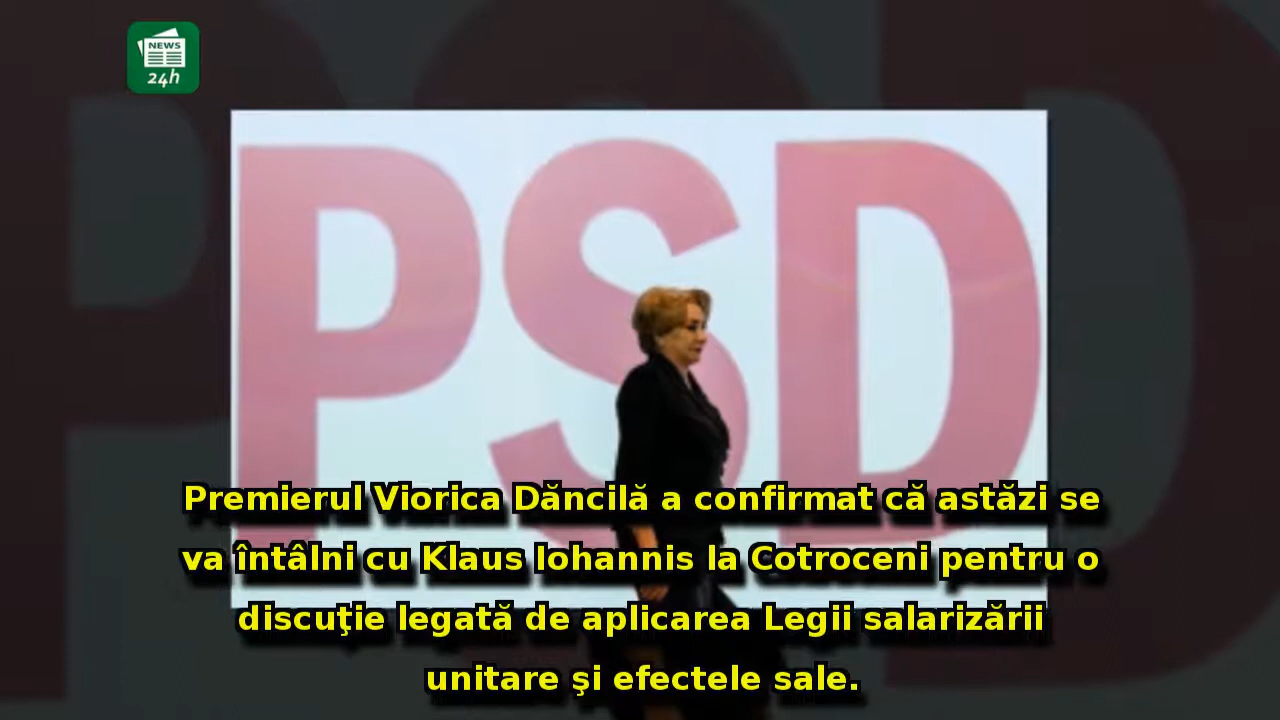 NEWS
24h
PSD
Premierul Viorica Dăncilă a confirmat că astăzi se
va întâlni cu Klaus Iohannis la Cotroceni pentru o
discuţie legată de aplicarea Legii salarizării
unitare şi efectele sale.